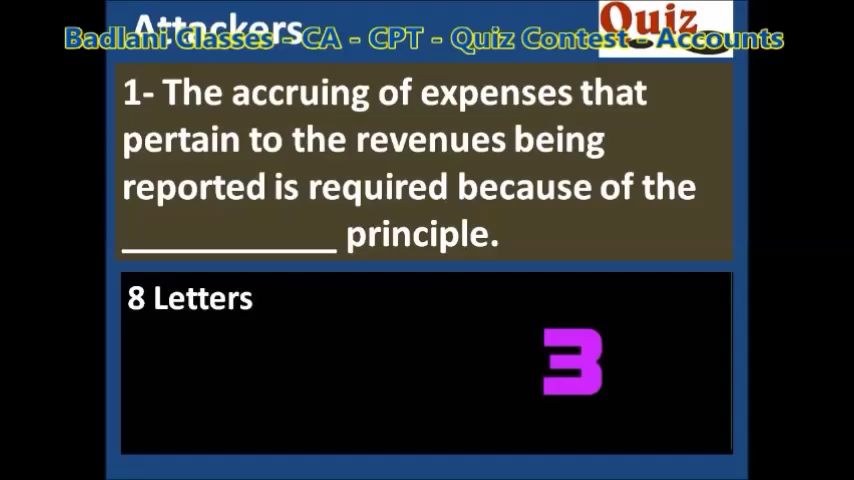 Attackers
Quiz
Badlani Classes - CA - CPT - Quiz Contest - Accounts
1- The accruing of expenses that
pertain to the revenues being
reported is required because of the
____________ principle.
8 Letters
3